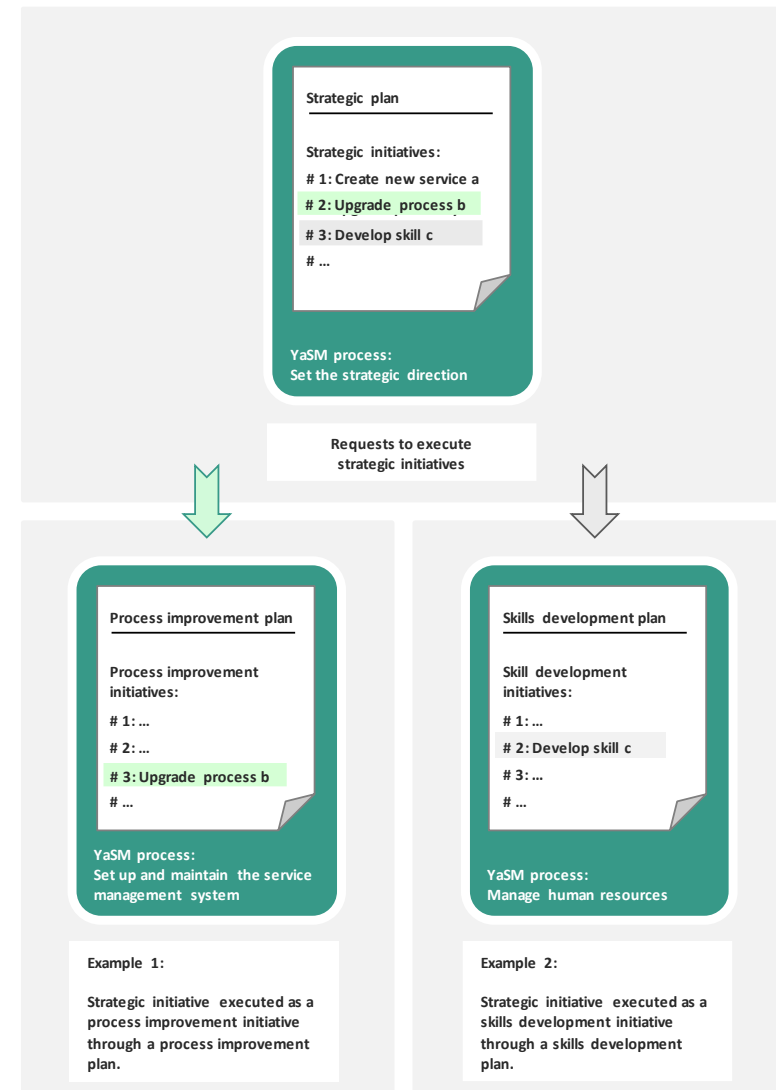 Strategic plan
Strategic initiatives:
# 1: Create new service a
# 2: Upgrade process b
# 3: Develop skill c
# ...
YaSM process:
Set the strategic direction
Requests to execute
strategic initiatives
Process improvement plan
Process improvement
initiatives:
# 1: ...
# 2: ...
# 3: Upgrade process b
# ...
YaSM process:
Set up and maintain the service
management system
Skills development plan
Skill development
initiatives:
# 1: ...
# 2: Develop skill c
# 3: ...
# ...
YaSM process:
Manage human resources
Example 1:
Strategic initiative executed as a
process improvement initiative
through a process improvement
plan.
Example 2:
Strategic initiative executed as a
skills development initiative
through a skills development
plan.